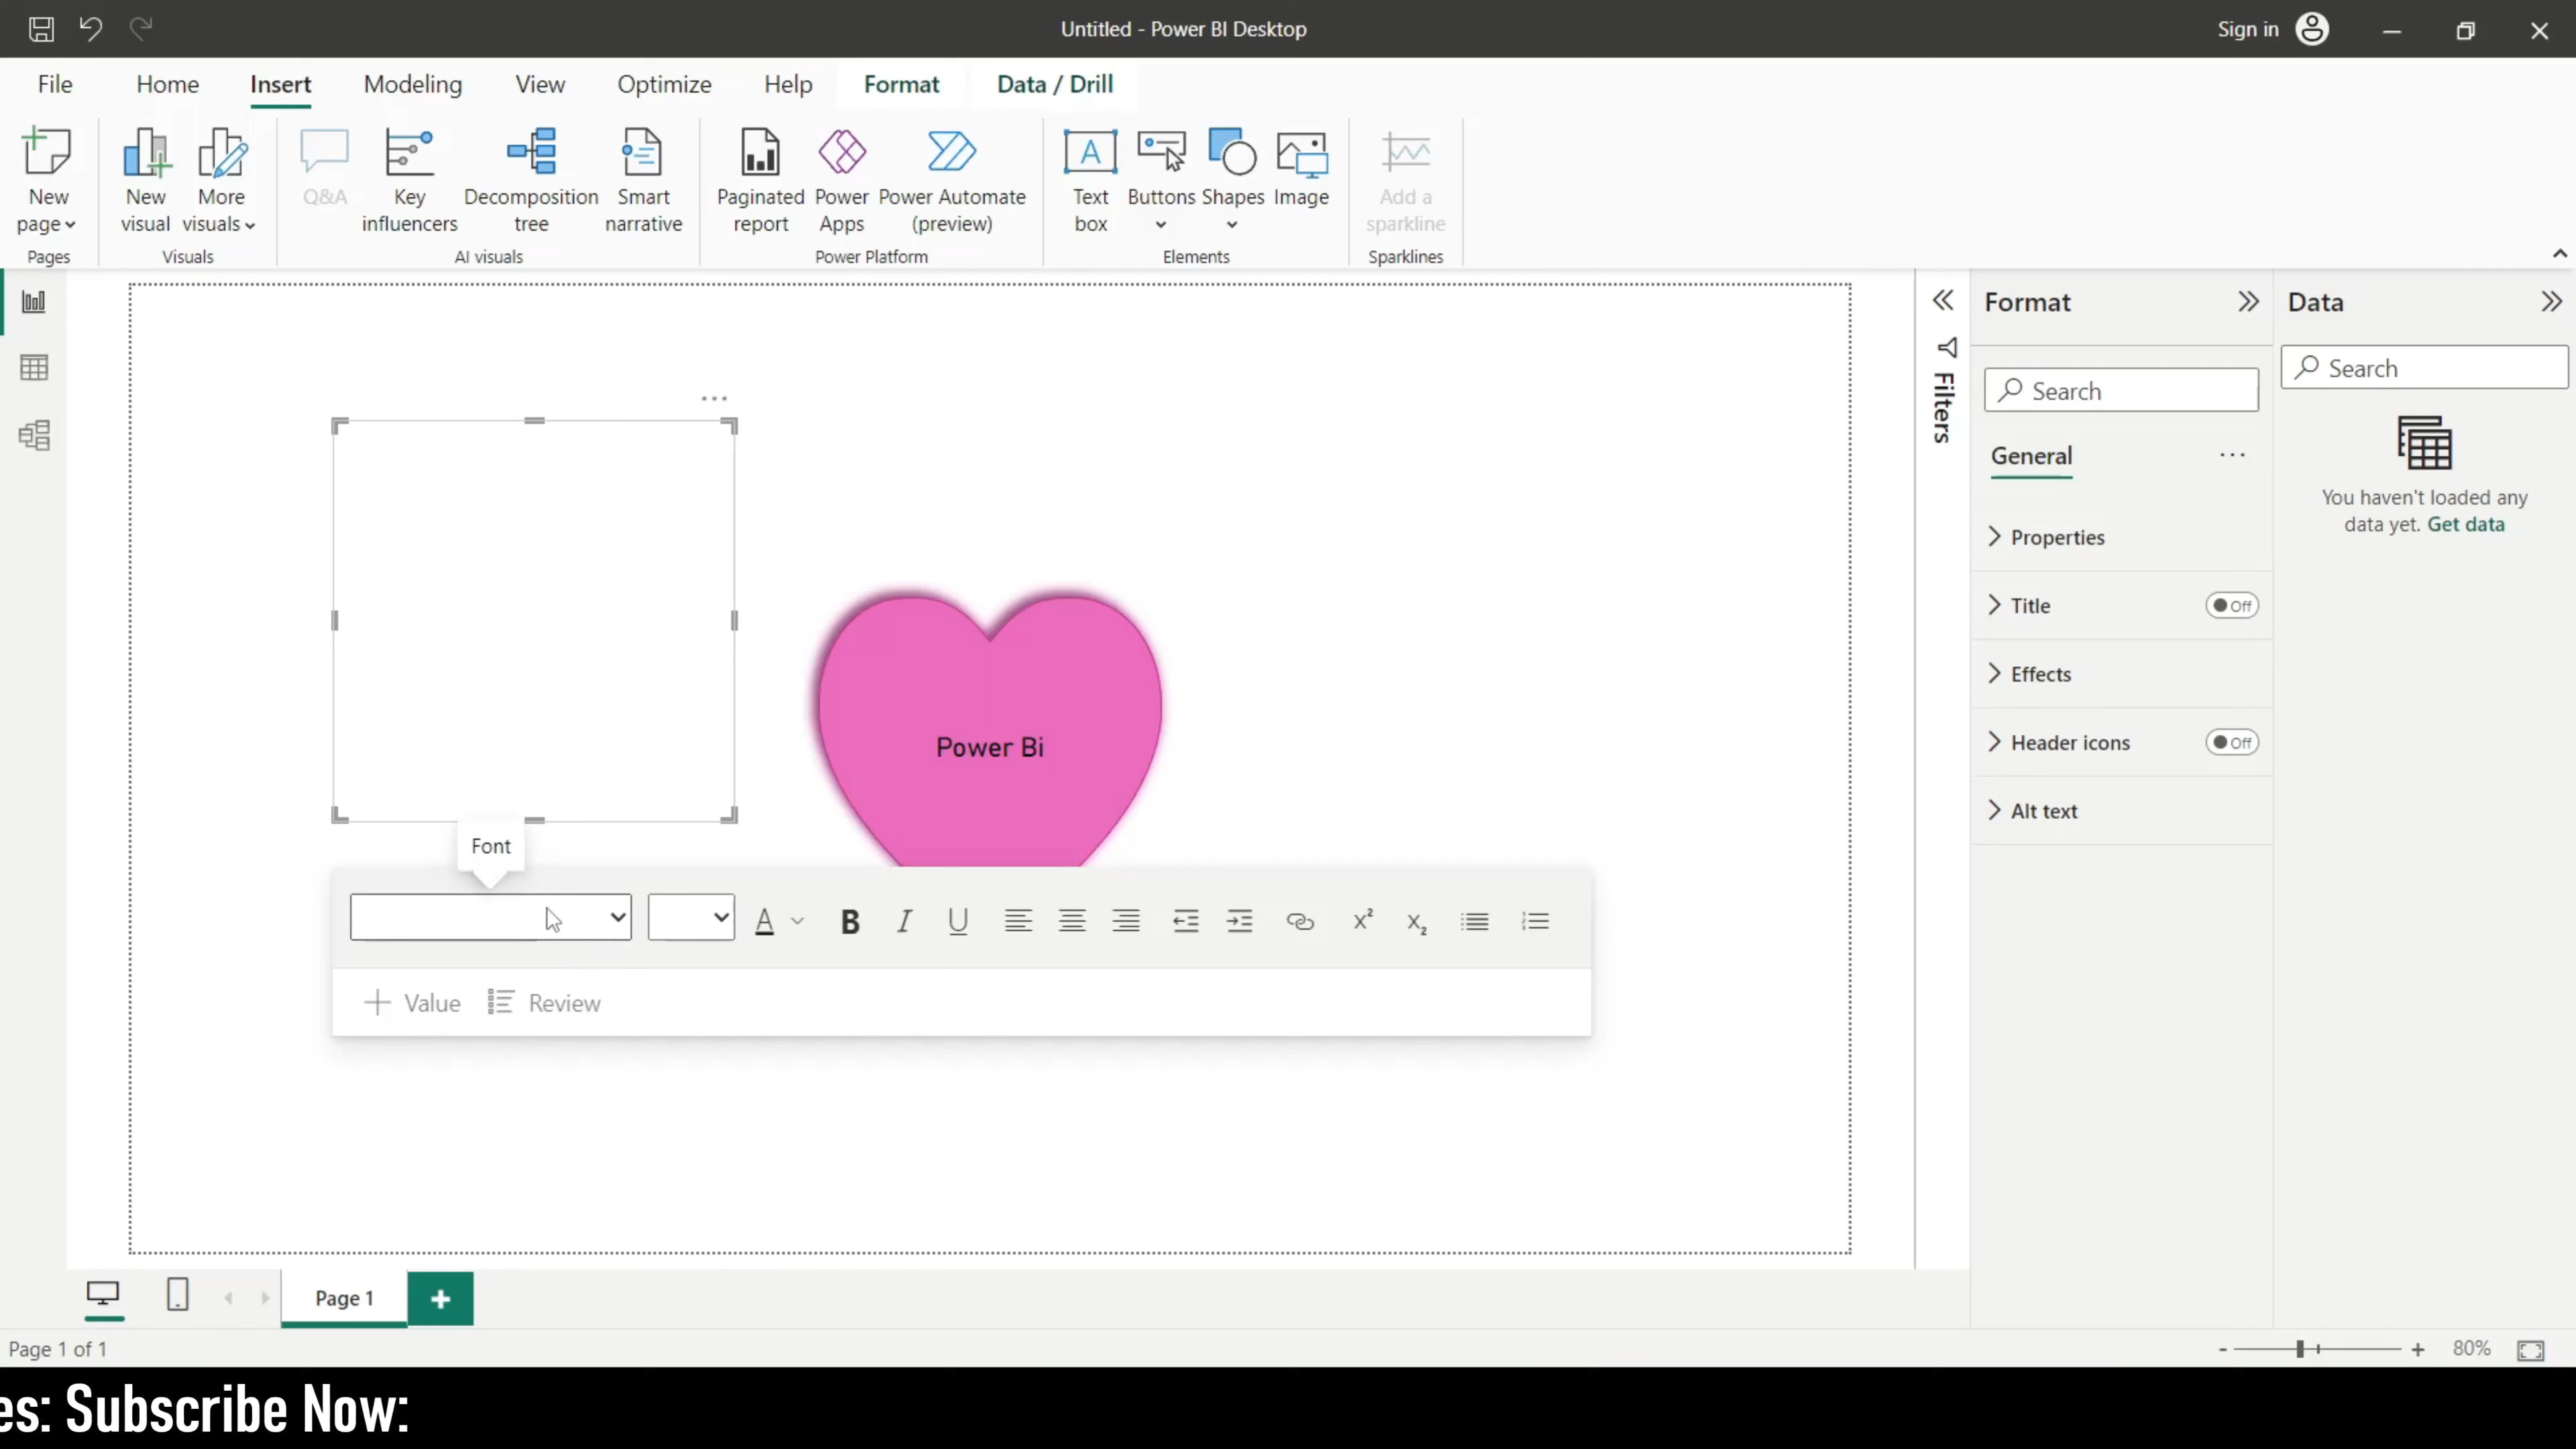 Untitled - Power BI Desktop
Sign in
File Home Insert Modeling View Optimize Help Format Data / Drill
New page
New visual
More visuals
Q&A
Key influencers
Decomposition tree
Smart narrative
Paginated report
Power Apps
Power Automate (preview)
Text box
Buttons
Shapes
Image
Add a sparkline
Pages Visuals AI visuals Power Platform Elements Sparklines
Filters
Format
Search
General
Properties
Title Off
Effects
Header icons Off
Alt text
Data
Search
You haven't loaded any
data yet. Get data
Power Bi
Font
A B I U x² x₂
Value Review
Page 1
Page 1 of 1
- + 80%
es: Subscribe Now: